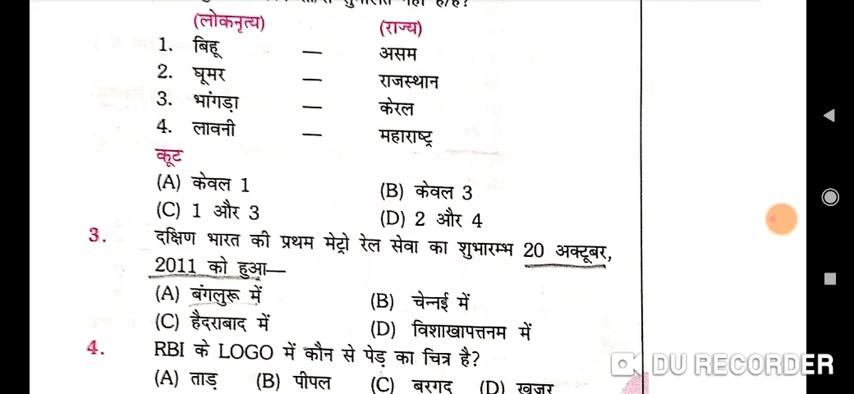 (लोकनृत्य) (राज्य)
1. बिहू — असम
2. घूमर — राजस्थान
3. भांगड़ा — केरल
4. लावनी — महाराष्ट्र
कूट
(A) केवल 1 (B) केवल 3
(C) 1 और 3 (D) 2 और 4
3. दक्षिण भारत की प्रथम मेट्रो रेल सेवा का शुभारम्भ 20 अक्टूबर,
2011 को हुआ—
(A) बंगलुरू में (B) चेन्नई में
(C) हैदराबाद में (D) विशाखापत्तनम में
4. RBI के LOGO में कौन से पेड़ का चित्र है?
(A) ताड़ (B) पीपल (C) बरगद (D) खजूर
DU RECORDER